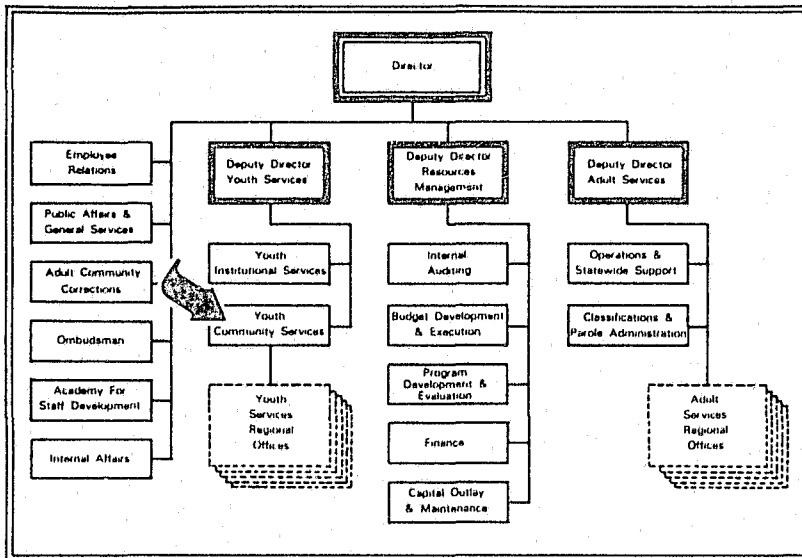 Director
Employee
Relations
Public Affairs &
General Services
Adult Community
Corrections
Ombudsman
Academy For
Staff Development
Internal Affairs
Deputy Director
Youth Services
Youth
Institutional Services
Youth
Community Services
Youth
Services
Regional
Offices
Deputy Director
Resources
Management
Internal
Auditing
Budget Development
& Execution
Program
Development &
Evaluation
Finance
Capital Outlay
& Maintenance
Deputy Director
Adult Services
Operations &
Statewide Support
Classifications &
Parole Administration
Adult
Services
Regional
Offices